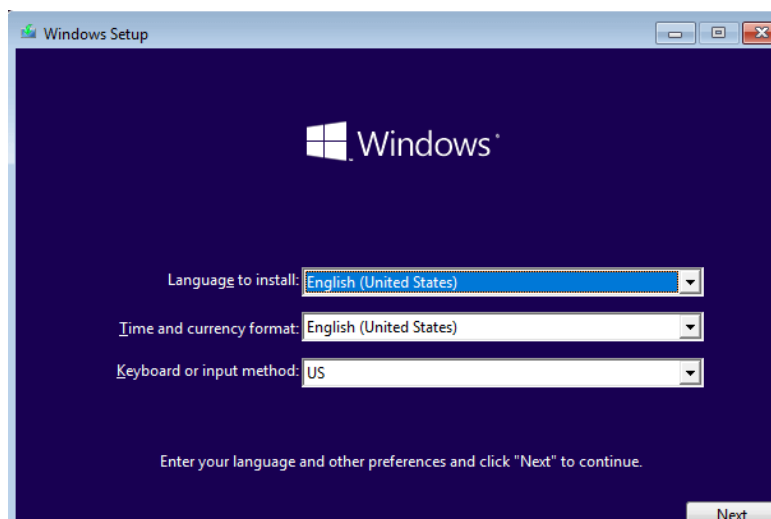 Windows Setup
Windows
Language to install: English (United States)
Time and currency format: English (United States)
Keyboard or input method: US
Enter your language and other preferences and click "Next" to continue.
Next